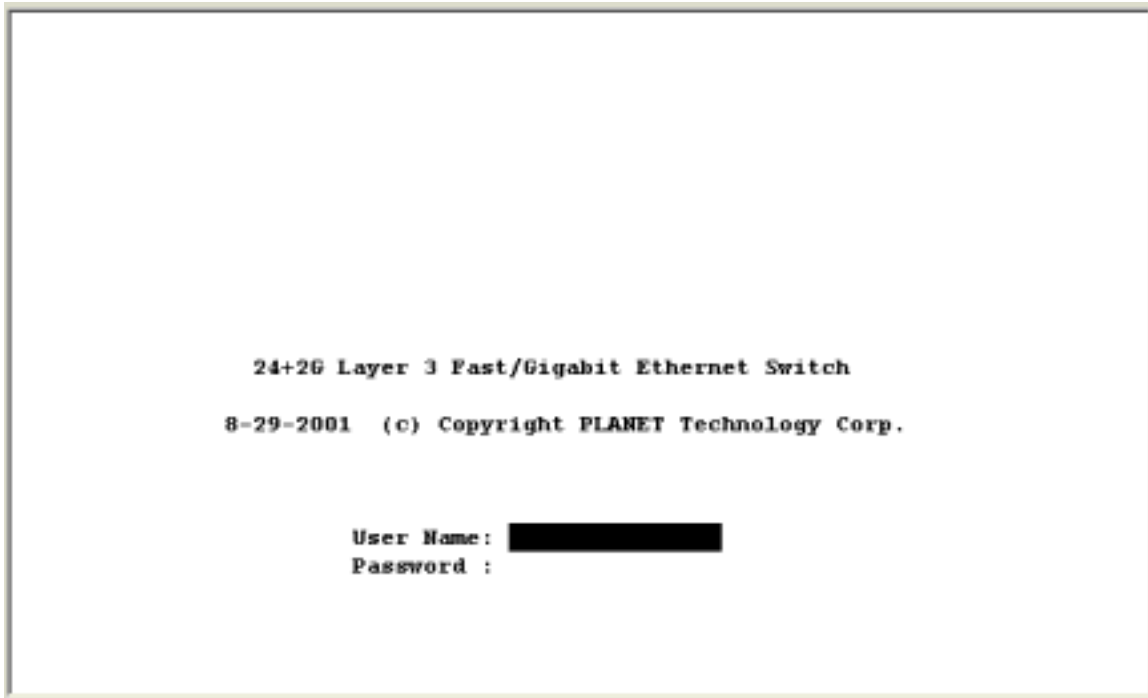 24+2G Layer 3 Fast/Gigabit Ethernet Switch
8-29-2001 (c) Copyright PLANET Technology Corp.
User Name:
Password :